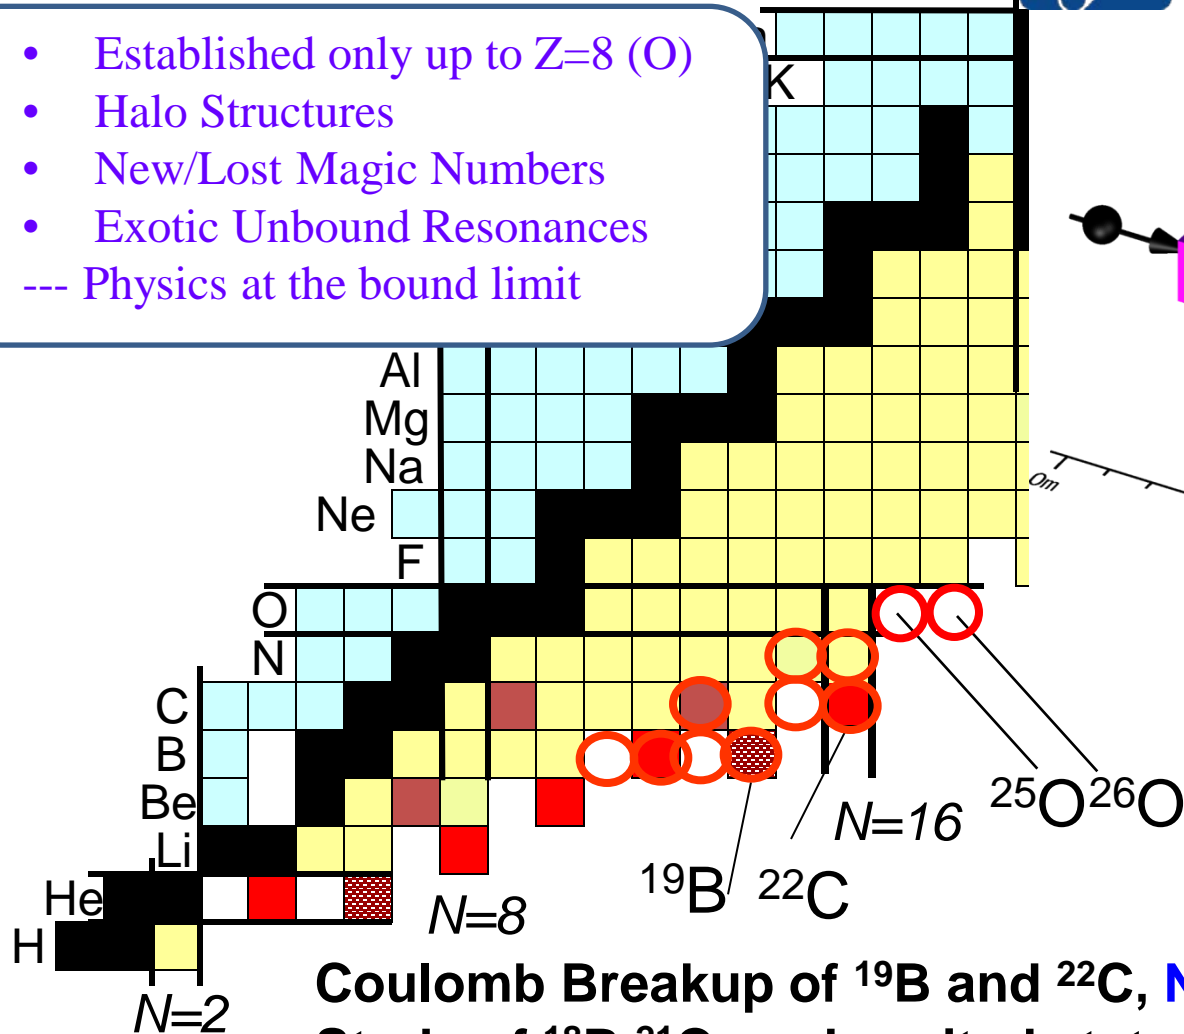 • Established only up to Z=8 (O)
• Halo Structures
• New/Lost Magic Numbers
• Exotic Unbound Resonances
--- Physics at the bound limit
K
Al
Mg
Na
Ne
F
O
N
C
B
Be
Li
He
H
0m
N=2
N=8
N=16
¹⁹B
²²C
²⁵O
²⁶O
Coulomb Breakup of ¹⁹B and ²²C, N